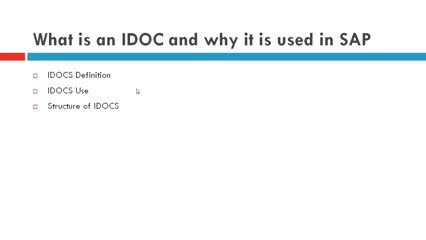 What is an IDOC and why it is used in SAP
IDOCS Definition
IDOCS Use
Structure of IDOCS